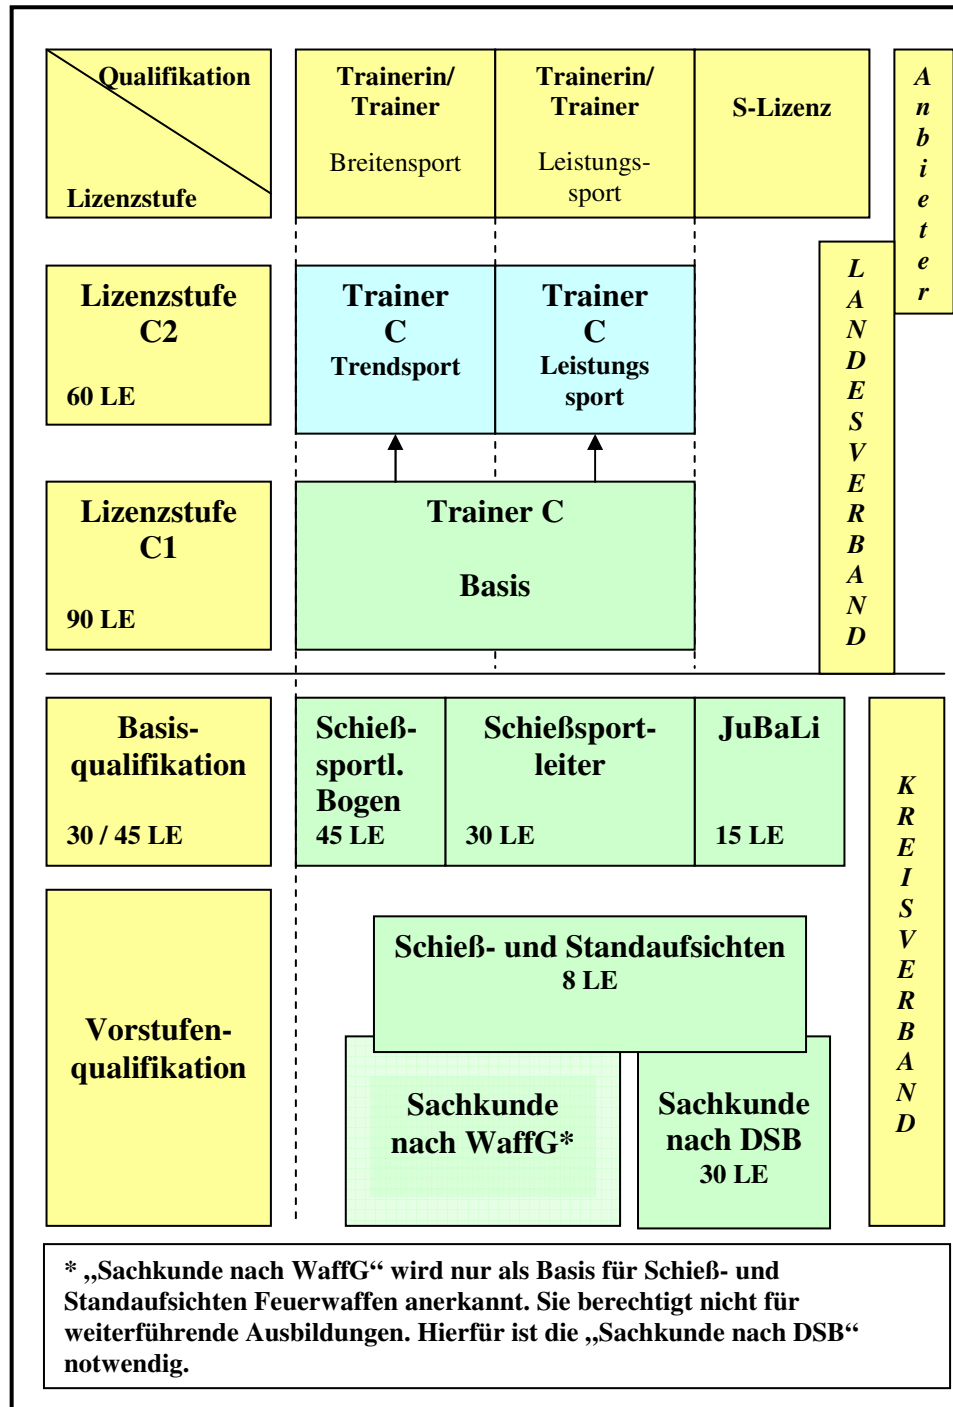 Qualifikation
Lizenzstufe
Trainerin/
Trainer
Breitensport
Trainerin/
Trainer
Leistungs-
sport
S-Lizenz
Anbieter
Lizenzstufe
C2
60 LE
Trainer
C
Trendsport
Trainer
C
Leistungs
sport
LANDESVERBAND
Lizenzstufe
C1
90 LE
Trainer C
Basis
Basis-
qualifikation
30 / 45 LE
Schieß-
sportl.
Bogen
45 LE
Schießsport-
leiter
30 LE
JuBaLi
15 LE
KREISVERBAND
Vorstufen-
qualifikation
Schieß- und Standaufsichten
8 LE
Sachkunde
nach WaffG*
Sachkunde
nach DSB
30 LE
* „Sachkunde nach WaffG“ wird nur als Basis für Schieß- und
Standaufsichten Feuerwaffen anerkannt. Sie berechtigt nicht für
weiterführende Ausbildungen. Hierfür ist die „Sachkunde nach DSB“
notwendig.